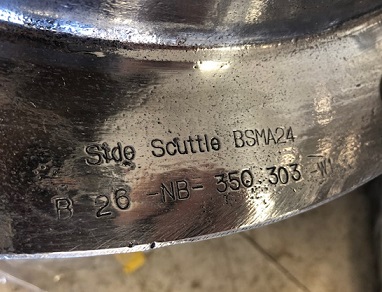 Side Scuttle BSMA24
R 26 -NB- 350.303